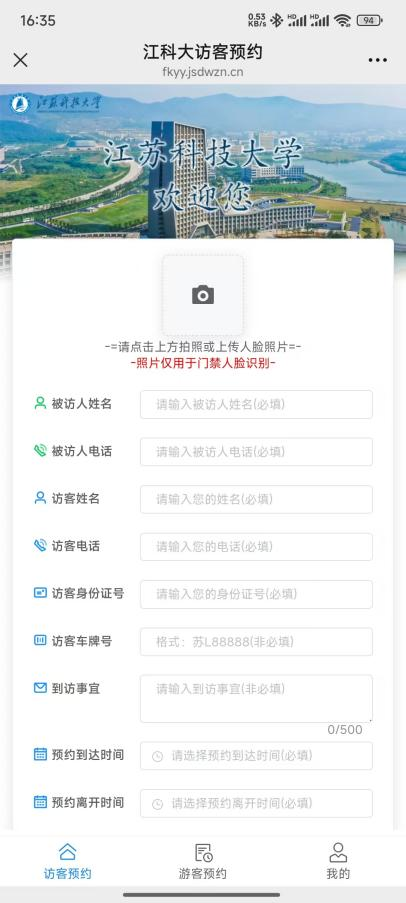 16:35
0.53 KB/s HD HD 94
江科大访客预约
fkyy.jsdwzn.cn
江苏科技大学
江苏科技大学
欢迎您
-=请点击上方拍照或上传人脸照片=-
-照片仅用于门禁人脸识别-
被访人姓名 请输入被访人姓名(必填)
被访人电话 请输入被访人电话(必填)
访客姓名 请输入您的姓名(必填)
访客电话 请输入您的电话(必填)
访客身份证号 请输入您的身份证号(必填)
访客车牌号 格式：苏L88888(非必填)
到访事宜 请输入到访事宜(非必填)
0/500
预约到达时间 请选择预约到达时间(必填)
预约离开时间 请选择预约离开时间(必填)
访客预约 游客预约 我的